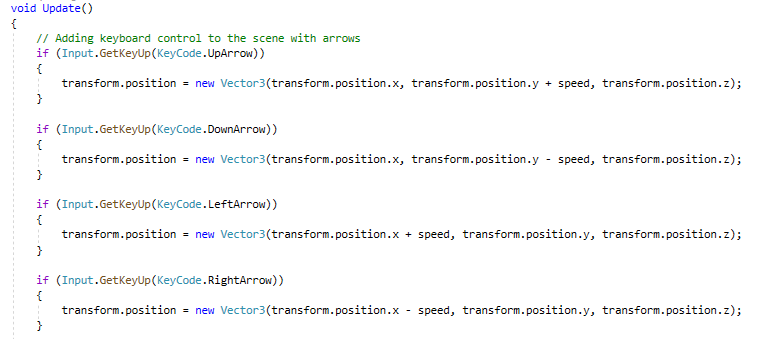 void Update()
{
// Adding keyboard control to the scene with arrows
if (Input.GetKeyUp(KeyCode.UpArrow))
{
transform.position = new Vector3(transform.position.x, transform.position.y + speed, transform.position.z);
}
if (Input.GetKeyUp(KeyCode.DownArrow))
{
transform.position = new Vector3(transform.position.x, transform.position.y - speed, transform.position.z);
}
if (Input.GetKeyUp(KeyCode.LeftArrow))
{
transform.position = new Vector3(transform.position.x + speed, transform.position.y, transform.position.z);
}
if (Input.GetKeyUp(KeyCode.RightArrow))
{
transform.position = new Vector3(transform.position.x - speed, transform.position.y, transform.position.z);
}